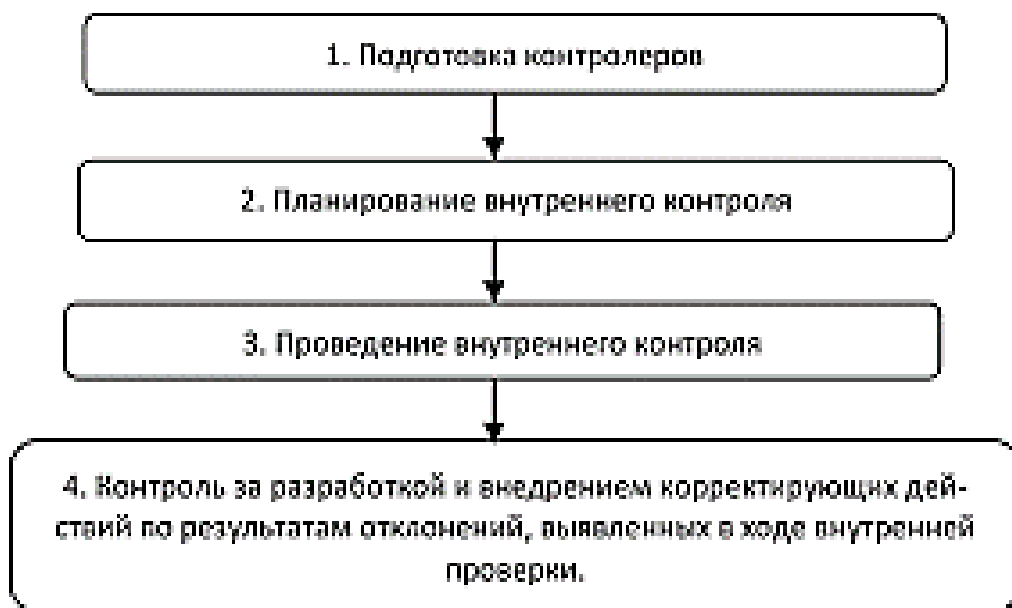 1. Подготовка контролеров
2. Планирование внутреннего контроля
3. Проведение внутреннего контроля
4. Контроль за разработкой и внедрением корректирующих дей-
ствий по результатам отклонений, выявленных в ходе внутренней
проверки.